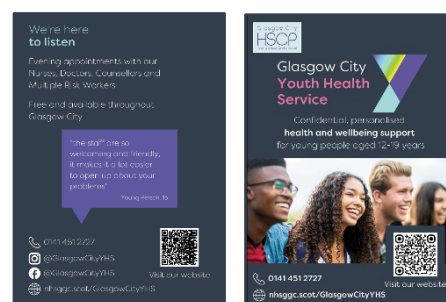 We're here
to listen
Evening appointments with our
Nurses, Doctors, Counsellors and
Multiple Risk Workers
Free and available throughout
Glasgow City
"the staff are so
welcoming and friendly,
it makes it a lot easier
to open up about your
problems"
Young Person, 15
0141 451 2727
@GlasgowCityYHS
@GlasgowCityYHS
nhsggc.scot/GlasgowCityYHS
Visit our website
Glasgow City
HSCP
Glasgow City
Youth Health
Service
Confidential, personalised
health and wellbeing support
for young people aged 12-19 years
0141 451 2727
nhsggc.scot/GlasgowCityYHS
Visit our website